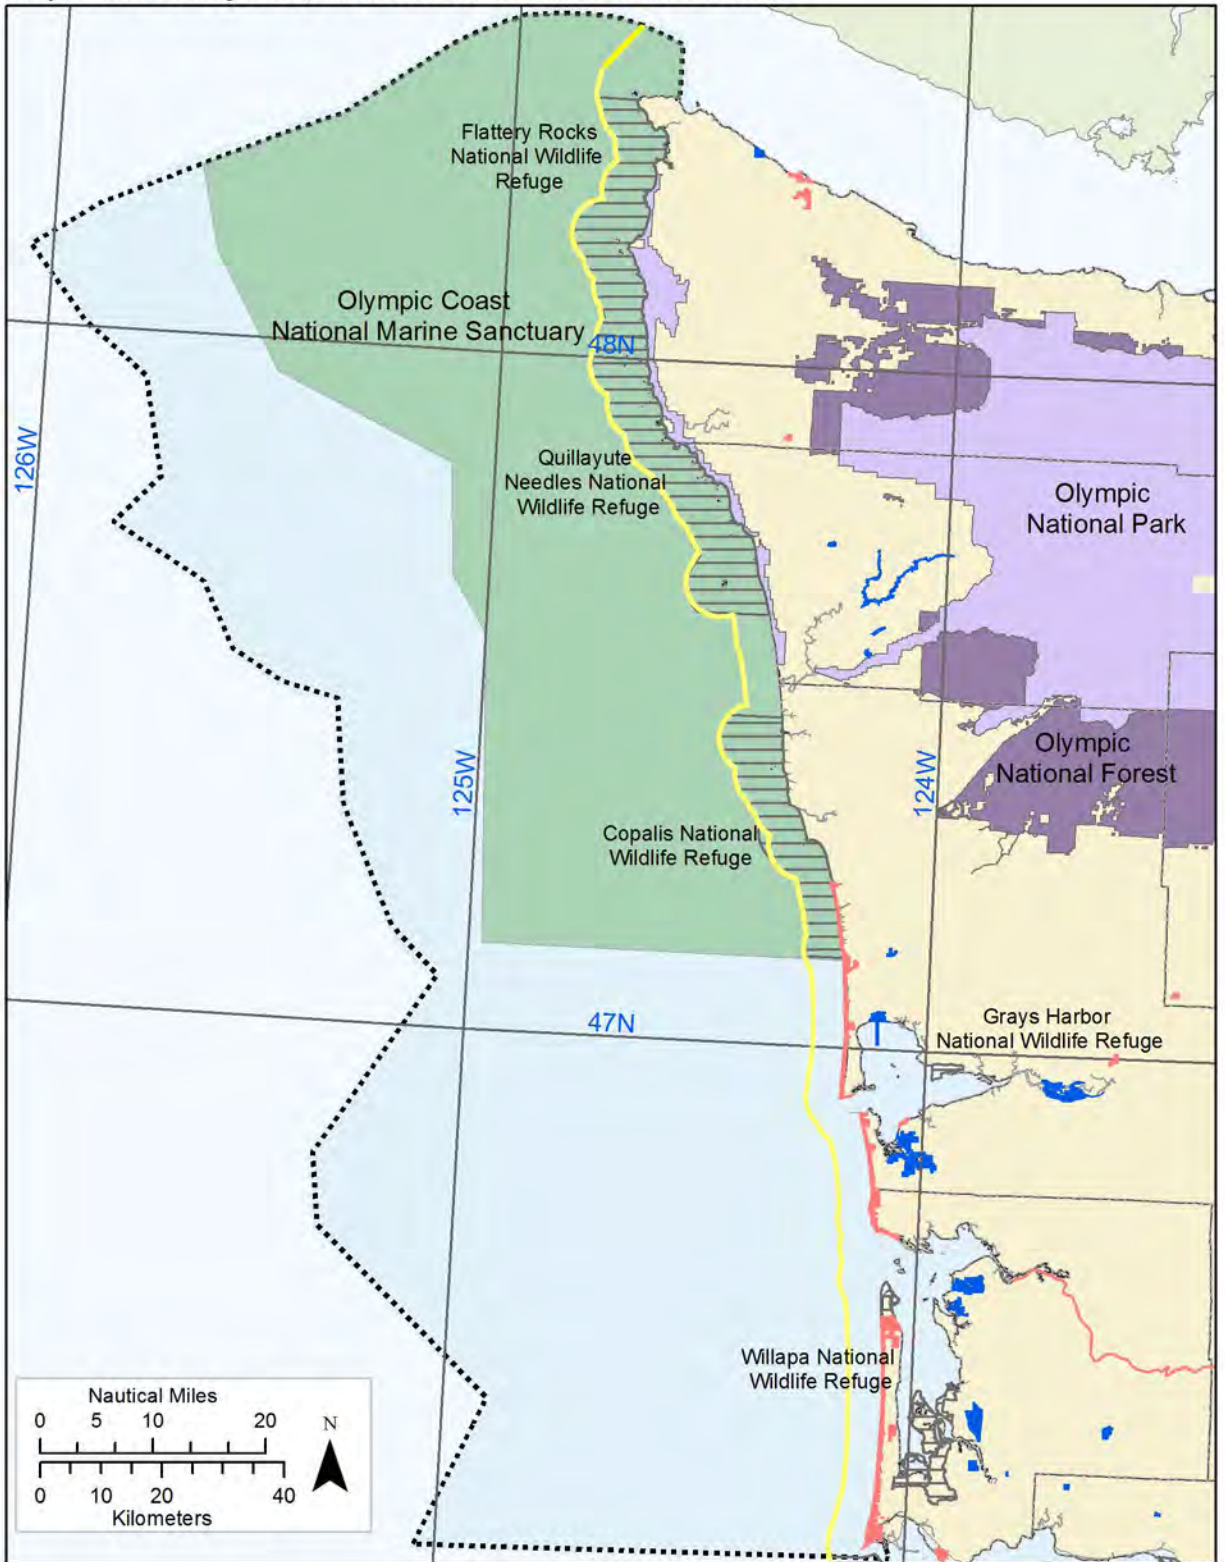 Flattery Rocks
National Wildlife
Refuge
Olympic Coast
National Marine Sanctuary
48N
126W
Quillayute
Needles National
Wildlife Refuge
Olympic
National Park
Olympic
National Forest
125W
124W
Copalis National
Wildlife Refuge
47N
Grays Harbor
National Wildlife Refuge
Willapa National
Wildlife Refuge
Nautical Miles
0 5 10 20
N
0 10 20 40
Kilometers